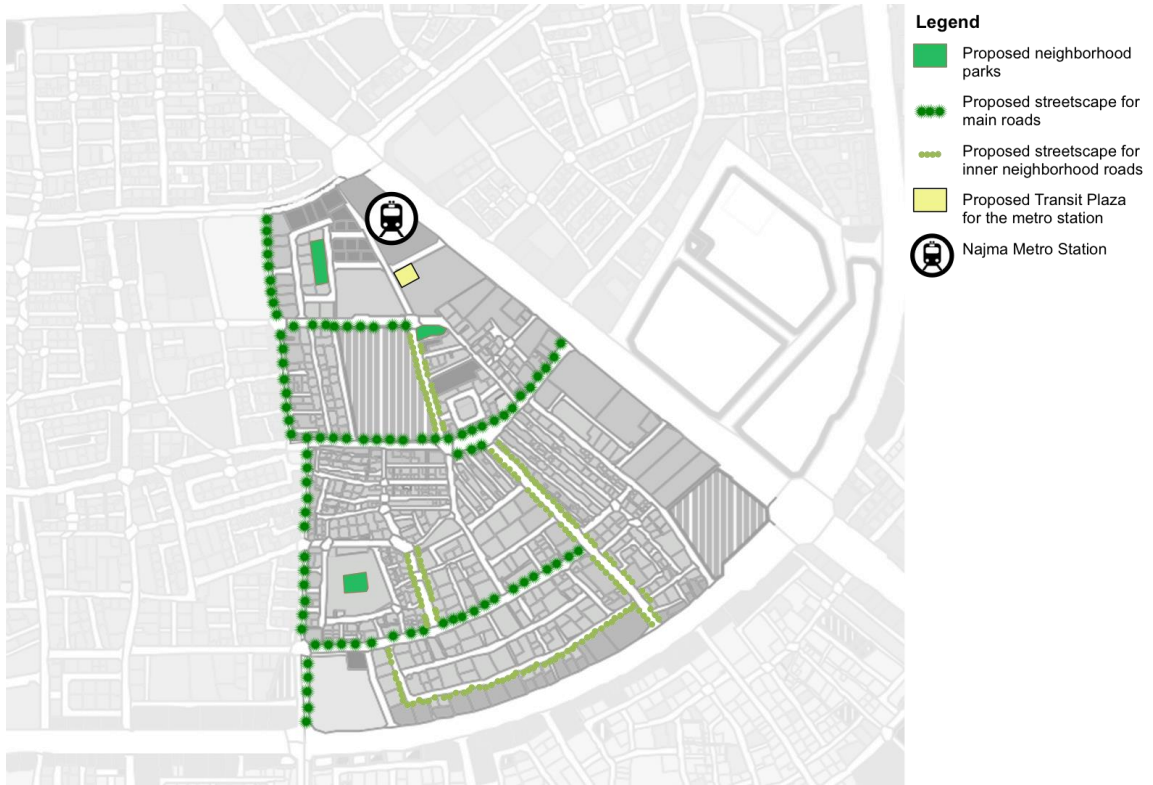 Legend
Proposed neighborhood
parks
Proposed streetscape for
main roads
Proposed streetscape for
inner neighborhood roads
Proposed Transit Plaza
for the metro station
Najma Metro Station